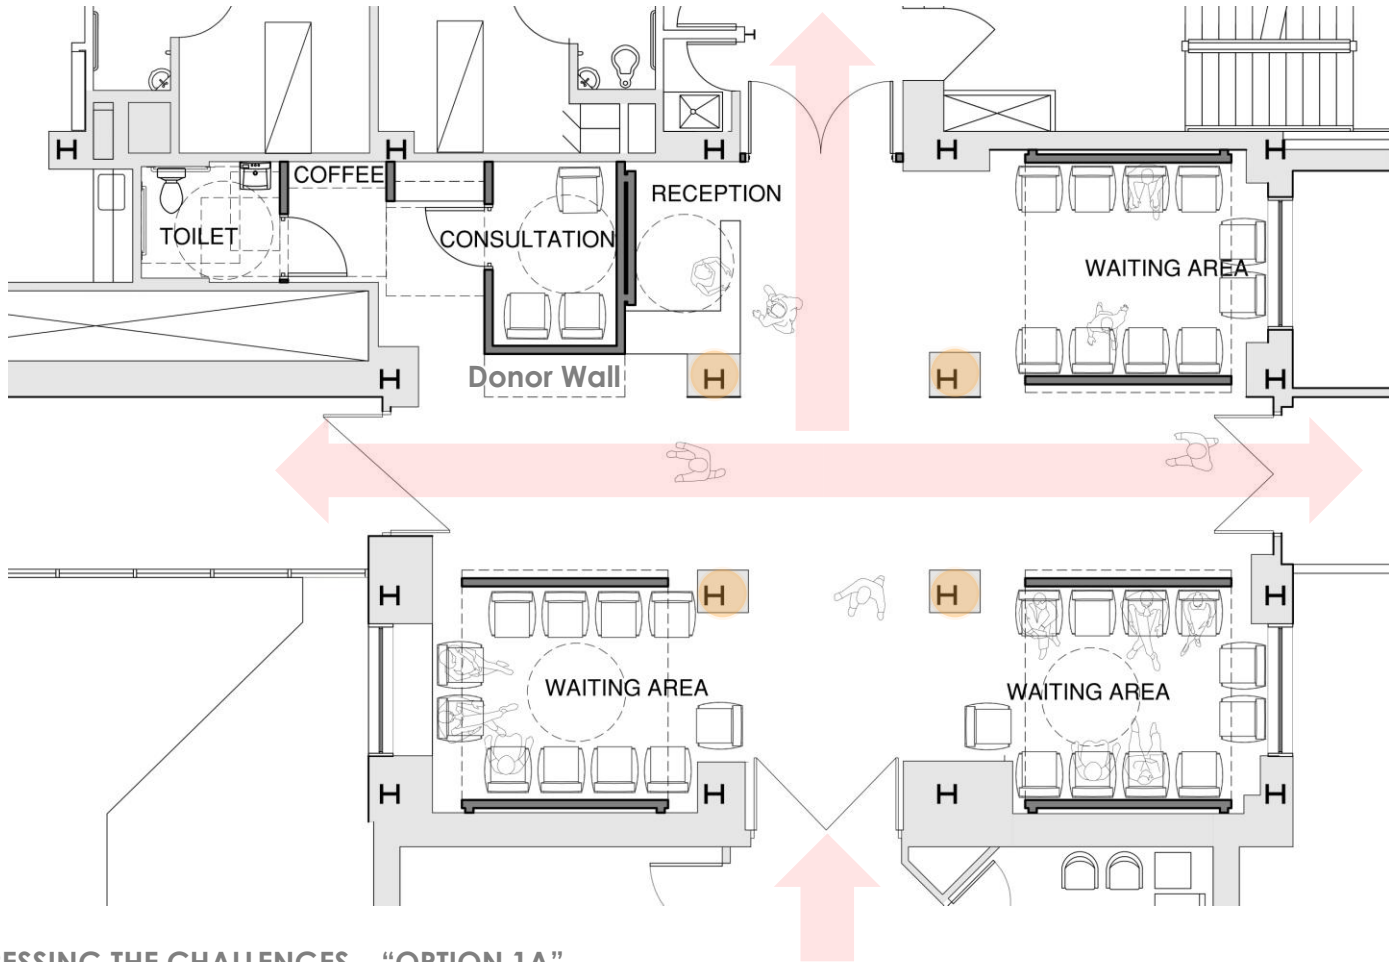 H
H
H
H
H
H
COFFEE
RECEPTION
TOILET
CONSULTATION
WAITING AREA
Donor Wall
H
H
H
H
H
H
H
H
WAITING AREA
WAITING AREA
H
H
H
H
ESSING THE CHALLENGES – “OPTION 1A”